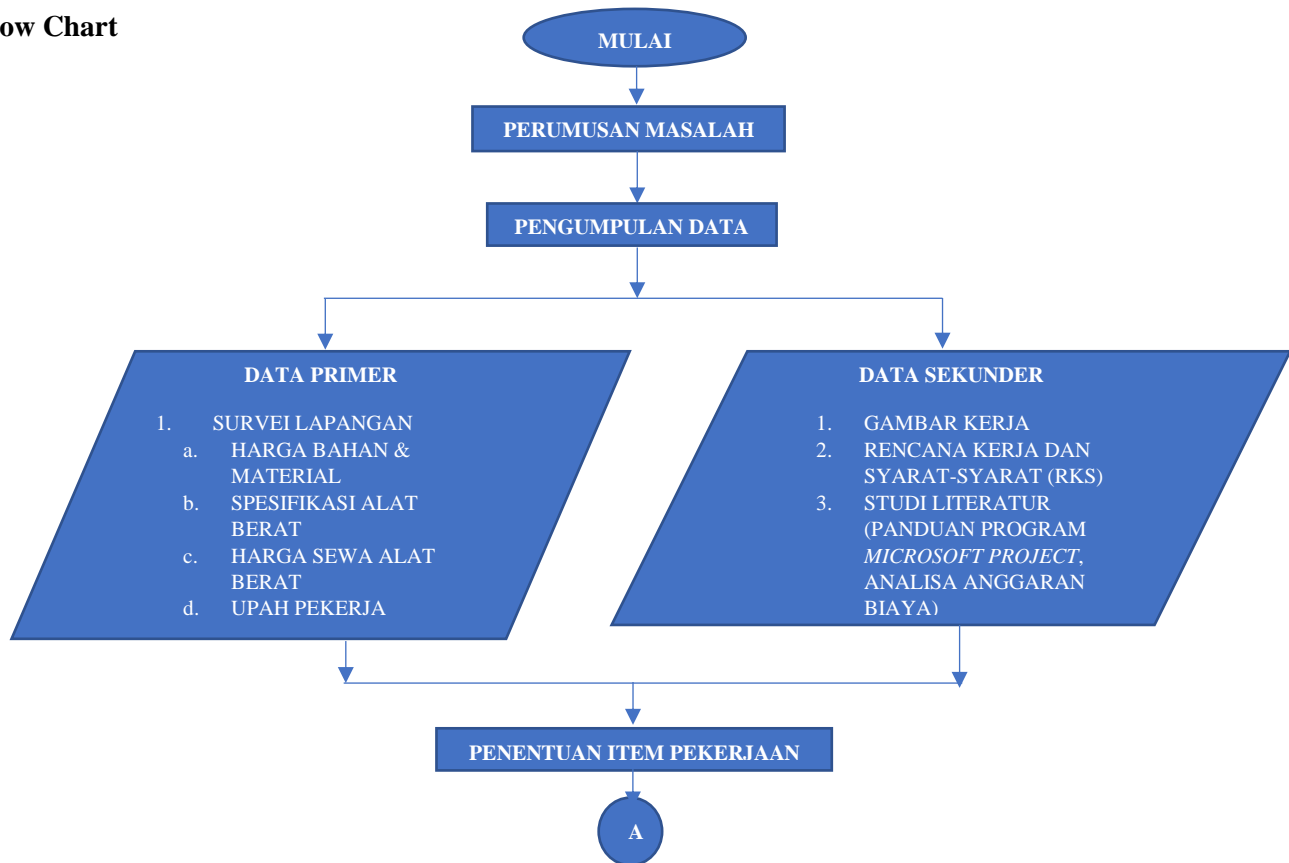 ow Chart
MULAI
PERUMUSAN MASALAH
PENGUMPULAN DATA
DATA PRIMER
1. SURVEI LAPANGAN
a. HARGA BAHAN &
MATERIAL
b. SPESIFIKASI ALAT
BERAT
c. HARGA SEWA ALAT
BERAT
d. UPAH PEKERJA
DATA SEKUNDER
1. GAMBAR KERJA
2. RENCANA KERJA DAN
SYARAT-SYARAT (RKS)
3. STUDI LITERATUR
(PANDUAN PROGRAM
MICROSOFT PROJECT,
ANALISA ANGGARAN
BIAYA)
PENENTUAN ITEM PEKERJAAN
A